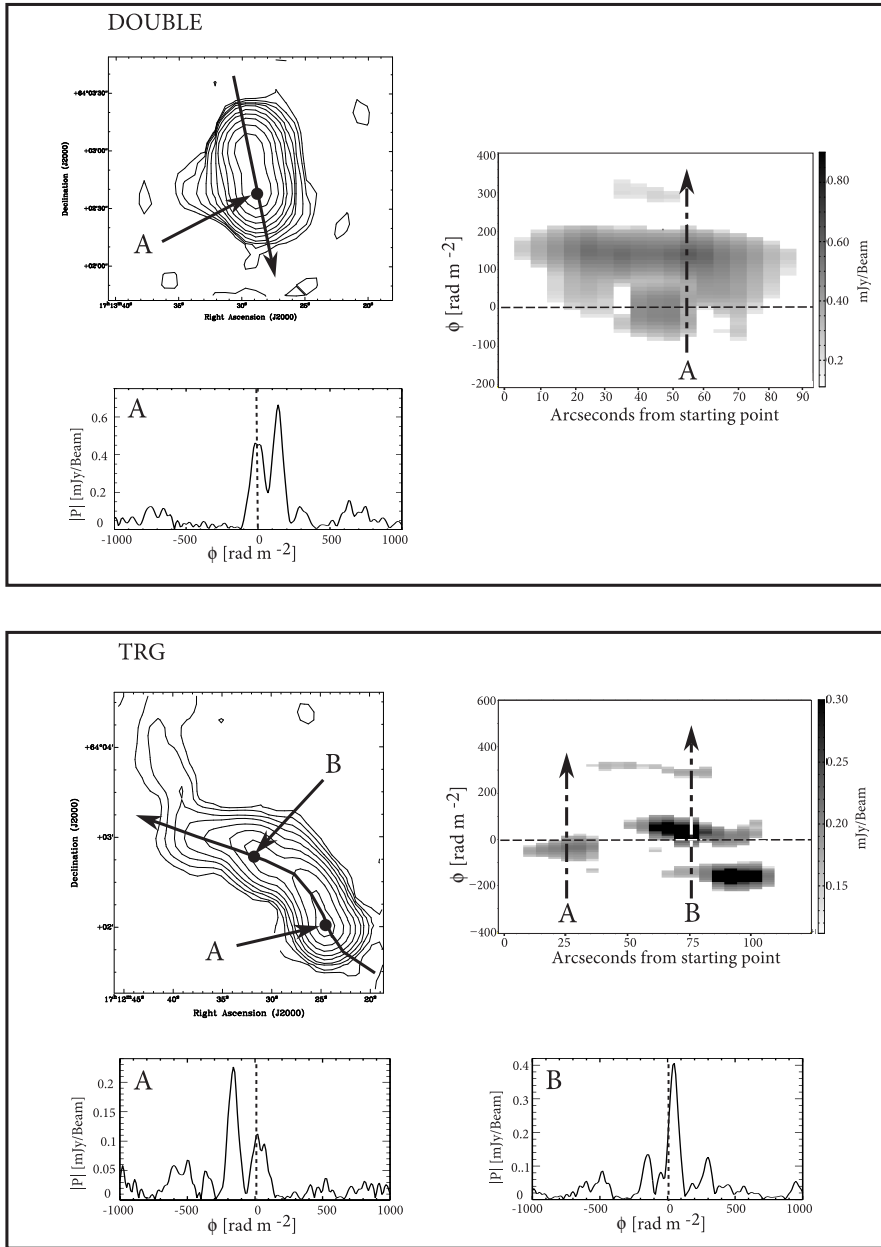 DOUBLE
+64°03'30"
+03'00"
+02'30"
+02'00"
Declination (J2000)
A
17ʰ13ᵐ40ˢ 35ˢ 30ˢ 25ˢ 20ˢ
Right Ascension (J2000)
400
300
200
100
0
-100
-200
ϕ [rad m -2]
A
0 10 20 30 40 50 60 70 80 90
Arcseconds from starting point
0.80
0.60
0.40
0.2
mJy/Beam
A
0.6
0.4
0.2
0
|P| [mJy/Beam]
-1000 -500 0 500 1000
ϕ [rad m -2]
TRG
+64°04'
+03'
+02'
Declination (J2000)
B
A
17ʰ12ᵐ45ˢ 40ˢ 35ˢ 30ˢ 25ˢ 20ˢ
Right Ascension (J2000)
600
400
200
0
−200
−400
ϕ [rad m -2]
A B
0 25 50 75 100
Arcseconds from starting point
0.30
0.25
0.20
0.15
mJy/Beam
A
0.2
0.15
0.1
0.05
0
|P| [mJy/Beam]
-1000 -500 0 500 1000
ϕ [rad m -2]
B
0.4
0.3
0.2
0.1
0
|P| [mJy/Beam]
-1000 -500 0 500 1000
ϕ [rad m -2]